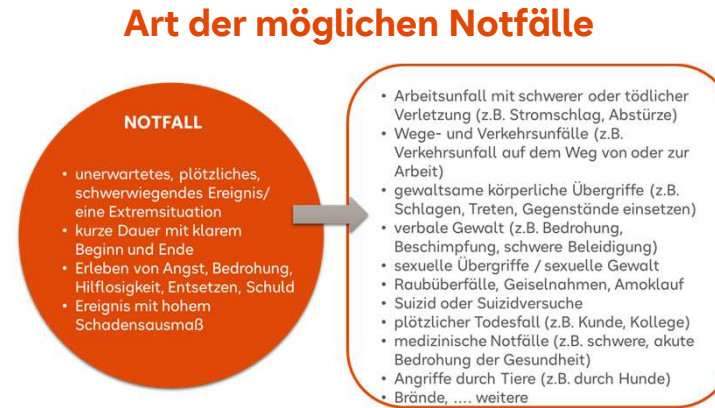 Art der möglichen Notfälle
NOTFALL
• unerwartetes, plötzliches,
schwerwiegendes Ereignis/
eine Extremsituation
• kurze Dauer mit klarem
Beginn und Ende
• Erleben von Angst, Bedrohung,
Hilflosigkeit, Entsetzen, Schuld
• Ereignis mit hohem
Schadensausmaß
• Arbeitsunfall mit schwerer oder tödlicher
Verletzung (z.B. Stromschlag, Abstürze)
• Wege- und Verkehrsunfälle (z.B.
Verkehrsunfall auf dem Weg von oder zur
Arbeit)
• gewaltsame körperliche Übergriffe (z.B.
Schlagen, Treten, Gegenstände einsetzen)
• verbale Gewalt (z.B. Bedrohung,
Beschimpfung, schwere Beleidigung)
• sexuelle Übergriffe / sexuelle Gewalt
• Raubüberfälle, Geiselnahmen, Amoklauf
• Suizid oder Suizidversuche
• plötzlicher Todesfall (z.B. Kunde, Kollege)
• medizinische Notfälle (z.B. schwere, akute
Bedrohung der Gesundheit)
• Angriffe durch Tiere (z.B. durch Hunde)
• Brände, .... weitere